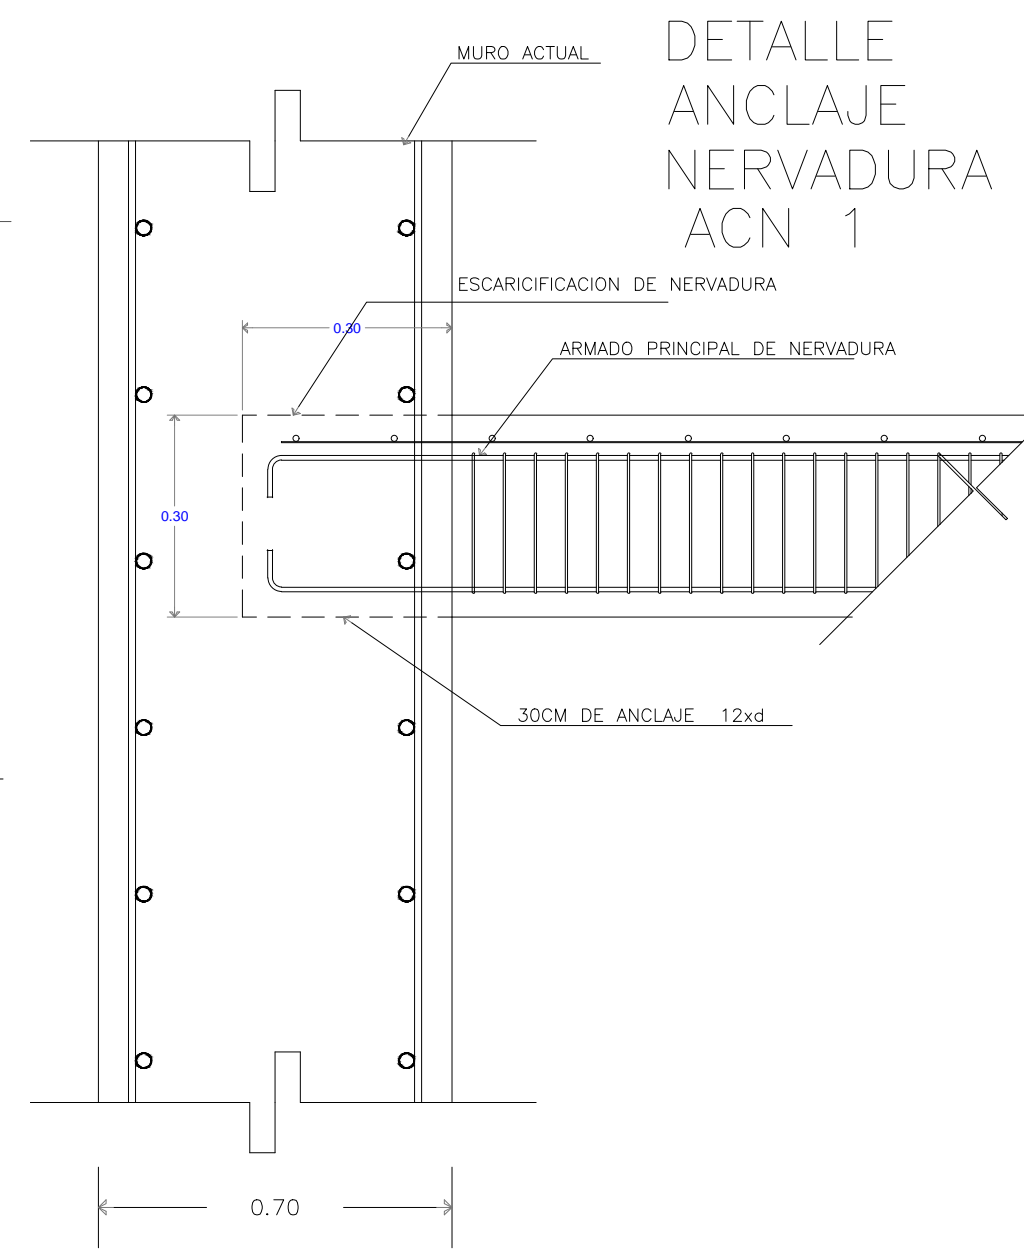 DETALLE
ANCLAJE
NERVADURA
ACN 1
MURO ACTUAL
ESCARICIFICACION DE NERVADURA
0.30
ARMADO PRINCIPAL DE NERVADURA
0.30
30CM DE ANCLAJE 12xd
0.70